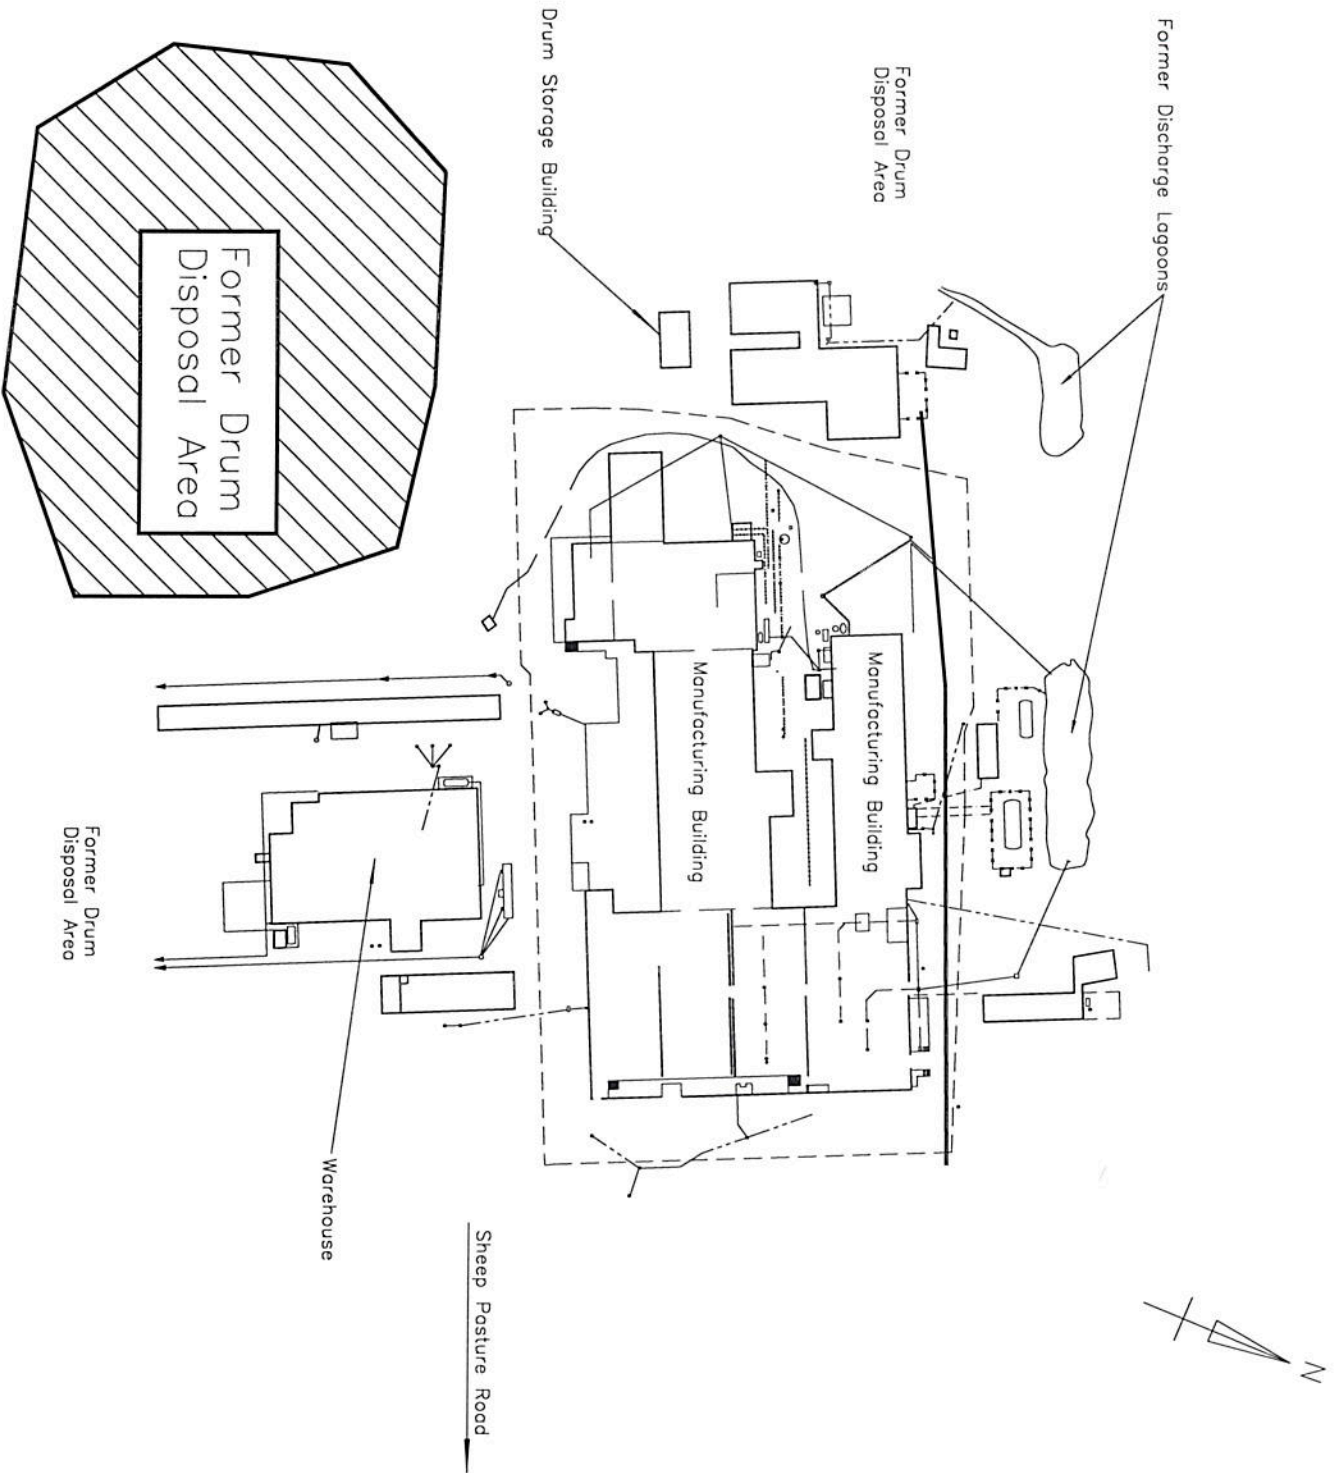 Former Discharge Lagoons
Former Drum
Disposal Area
Drum Storage Building
Former Drum
Disposal Area
Manufacturing Building
Manufacturing Building
Former Drum
Disposal Area
Warehouse
Sheep Pasture Road
N